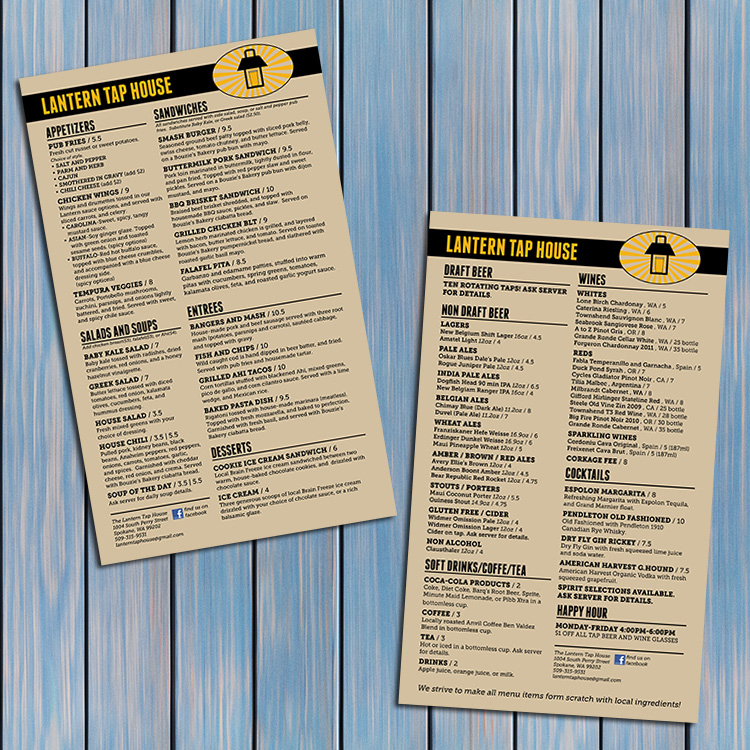 LANTERN TAP HOUSE
APPETIZERS
PUB FRIES / 5.5
Fresh cut russet or sweet potatoes.
Choice of style.
• SALT AND PEPPER
• PARM AND HERB
• CAJUN
• SMOTHERED IN GRAVY (add $2)
• CHILI CHEESE (add $2)
CHICKEN WINGS / 9
Wings and drumettes tossed in our
Lantern sauce options, and served with
sliced carrots, and celery.
• CAROLINA-Sweet, spicy, tangy
mustard sauce.
• ASIAN-Soy ginger glaze. Topped
with green onion and toasted
sesame seeds. (spicy optional)
• BUFFALO-Red hot buffalo sauce,
topped with blue cheese crumbles,
and accompanied with a blue cheese
dressing side.
(spicy optional)
TEMPURA VEGGIES / 8
Carrots, Portobello mushrooms,
zucchini, parsnips, and onions lightly
battered, and fried. Served with sweet,
and spicy chile sauce.
SALADS AND SOUPS
BABY KALE SALAD / 7
Baby kale tossed with radishes, dried
cranberries, red onions, and a honey
walnut vinaigrette.
GREEK SALAD / 7
Butter lettuce tossed with diced
tomatoes, red onion, kalamata
olives, cucumbers, feta, and
hummus dressing.
HOUSE SALAD / 3.5
Fresh mixed greens with your
choice of dressing.
HOUSE CHILI / 3.5 | 5.5
Pulled pork, kidney beans, black
beans, Anaheim peppers, red peppers,
onions, cumin, tomatoes, garlic,
and spices. Garnished with cheddar
cheese, red onion, and crema. Served
with Bouzie's Bakery ciabatta bread
SOUP OF THE DAY / 3.5 | 5.5
Ask server for daily soup details.
The Lantern Tap House
1004 South Perry Street
Spokane, WA 99202
509-315-9531
lanterntaphouse@gmail.com
f find us on
facebook
SANDWICHES
All sandwiches served with side salad, soup, or salt and pepper pub
fries. Substitute Baby Kale, or Greek salad ($2.50).
SMASH BURGER / 9.5
Seasoned ground beef patty topped with sliced pork belly,
swiss cheese, tomato chutney, and butter lettuce. Served
on a Bouzie's Bakery pub bun with mayo.
BUTTERMILK PORK SANDWICH / 9.5
Pork loin marinated in buttermilk, lightly dusted in flour,
and pan fried. Topped with red pepper slaw and sweet
pickles. Served on a Bouzie's Bakery pub bun with dijon
mustard, and mayo.
BBQ BRISKET SANDWICH / 10
Braised beef brisket shredded, and topped with
housemade BBQ sauce, pickles, and slaw. Served on
Bouzie's Bakery ciabatta bread.
GRILLED CHICKEN BLT / 9
Lemon herb marinated chicken is grilled, and layered
with bacon, butter lettuce, and tomato. Served on toasted
Bouzie's Bakery pumpernickel bread, and slathered with
roasted garlic basil mayo.
FALAFEL PITA / 8.5
Garbanzo and edamame patties, stuffed into warm
pitas with cucumbers, spring greens, tomatoes,
kalamata olives, feta, and roasted garlic yogurt sauce.
ENTREES
BANGERS AND MASH / 10.5
House-made pork and beef sausage served with three root
mash (potatoes, parsnips and carrots), sautéed cabbage,
and gravy.
FISH AND CHIPS / 10
Wild caught cod is hand dipped in beer batter, and fried.
Served with pub fries and housemade tartar.
GRILLED AHI TACOS / 10
Corn tortillas stuffed with blackened Ahi, mixed greens,
pico de gallo, and corn cilantro sauce. Served with a lime
wedge, and Mexican rice.
BAKED PASTA DISH / 9.5
Rigatoni tossed with house-made marinara (meatless).
Topped with fresh mozzarella, and baked to perfection.
Finished with fresh basil, and served with Bouzie's
Bakery ciabatta bread.
DESSERTS
COOKIE ICE CREAM SANDWICH / 6
Local Brain Freeze ice cream sandwiched between two
warm, house-baked chocolate cookies, and drizzled with
chocolate sauce.
ICE CREAM / 4
Three generous scoops of local Brain Freeze ice cream
drizzled with your choice of chocolate sauce, or a rich
balsamic glaze.
LANTERN TAP HOUSE
DRAFT BEER
TEN ROTATING TAPS! ASK SERVER
FOR DETAILS.
NON DRAFT BEER
LAGERS
New Belgium Shift Lager 16oz / 4.5
Amstel Light 12oz / 4
PALE ALES
Oskar Blues Dale's Pale 12oz / 4.5
Rogue Juniper Pale 12oz / 4.5
INDIA PALE ALES
Dogfish Head 90 min IPA 12oz / 6.5
New Belgium Ranger IPA 16oz / 4
BELGIAN ALES
Chimay Blue (Dark Ale) 11.2oz / 8
Duvel (Pale Ale) 11.2oz / 7
WHEAT ALES
Franziskaner Hefe Weisse 16.9oz / 6
Erdinger Dunkel Weisse 16.9oz / 6
Maui Pineapple Wheat 12oz / 5
AMBER / BROWN / RED ALES
Avery Ellie's Brown 12oz / 4
Anderson Boont Amber 12oz / 4.5
Bear Republic Red Rocket 12oz / 4.75
STOUTS / PORTERS
Maui Coconut Porter 12oz / 5.5
Guiness Stout 14.9oz / 4.75
GLUTEN FREE / CIDER
Widmer Omission Pale 12oz / 4
Widmer Omission Lager 12oz / 4
Cider on tap. Ask server for details.
NON ALCOHOL
Clausthaler 12oz / 4
SOFT DRINKS/COFFE/TEA
COCA-COLA PRODUCTS / 2
Coke, Diet Coke, Barq's Root Beer, Sprite,
Minute Maid Lemonade, or Pibb Xtra in a
bottomless cup.
COFFEE / 3
Locally roasted Anvil Coffee Ben Valdes
Blend in bottomless cup.
TEA / 3
Hot or iced in a bottomless cup. Ask server
for details.
DRINKS / 2
Apple juice, orange juice, or milk.
WINES
WHITES
Lone Birch Chardonay , WA / 5
Caterina Riesling , WA / 6
Townshend Sauvignon Blanc , WA / 7
Seabrook Sangiovese Rose , WA / 7
A to Z Pinot Gris , OR / 8
Grande Ronde Cellar White , WA / 25 bottle
Forgeron Chardonnay 2011 , WA / 35 bottle
REDS
Fabla Temperanillo and Garnacha , Spain / 5
Duck Pond Syrah , OR / 7
Cycles Gladiator Pinot Noir , CA / 7
Tilia Malbec , Argentina / 7
Milbrandt Cabernet , WA / 8
Gifford Hirlinger Stateline Red , WA / 8
Steele Old Vine Zin 2009 , CA / 25 bottle
Townshend T3 Red Wine , WA / 28 bottle
Big Fire Pinot Noir 2010 , OR / 30 bottle
Grande Ronde Cabernet , WA / 35 bottle
SPARKLING WINES
Cordenieu Cava Original , Spain / 5 (187ml)
Freixenet Cava Brut , Spain / 5 (187ml)
CORKAGE FEE / 8
COCKTAILS
ESPOLON MARGARITA / 8
Refreshing Margarita with Espolon Tequila,
and Grand Marnier float.
PENDLETON OLD FASHIONED / 10
Old Fashioned with Pendleton 1910
Canadian Rye Whisky.
DRY FLY GIN RICKEY / 7.5
Dry Fly Gin with fresh squeezed lime juice
and soda water.
AMERICAN HARVEST G.HOUND / 7.5
American Harvest Organic Vodka with fresh
squeezed grapefruit.
SPIRIT SELECTIONS AVAILABLE.
ASK SERVER FOR DETAILS.
HAPPY HOUR
MONDAY-FRIDAY 4:00PM-6:00PM
$1 OFF ALL TAP BEER AND WINE GLASSES
The Lantern Tap House
1004 South Perry Street
Spokane, WA 99202
509-315-9531
lanterntaphouse@gmail.com
f find us on
facebook
We strive to make all menu items form scratch with local ingredients!